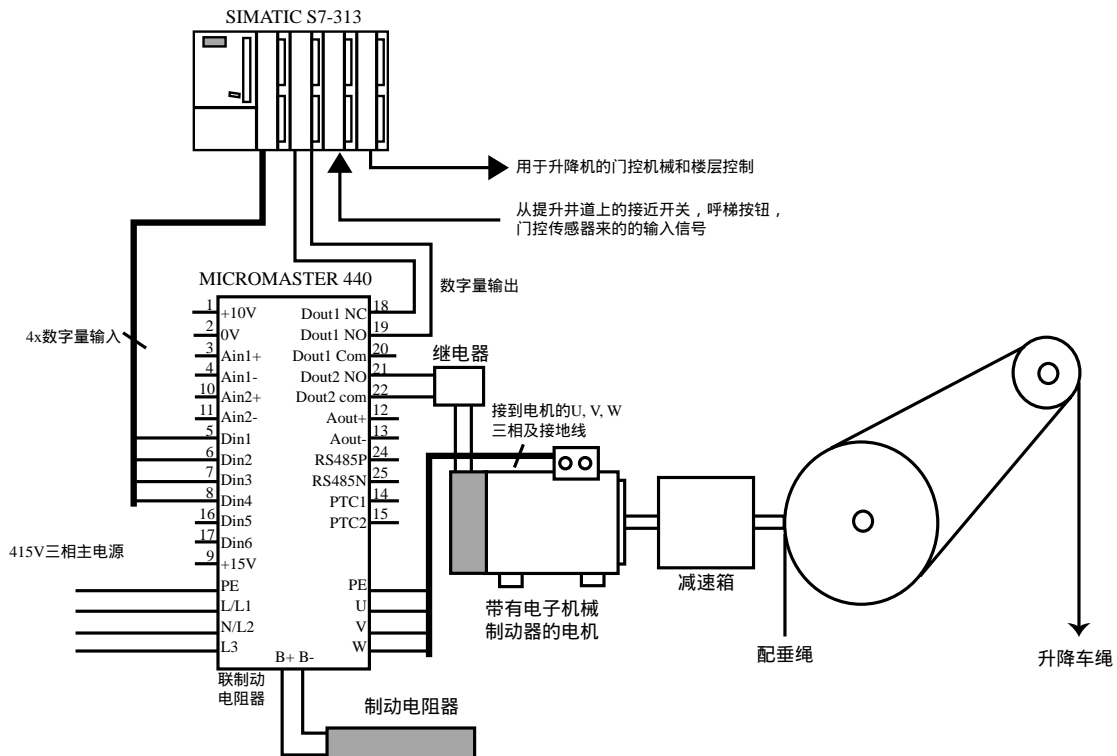 SIMATIC S7-313
用于升降机的门控机械和楼层控制
从提升井道上的接近开关，呼梯按钮，
门控传感器来的的输入信号
数字量输出
MICROMASTER 440
4x数字量输入
1 +10V
2 0V
3 Ain1+
4 Ain1-
10 Ain2+
11 Ain2-
5 Din1
6 Din2
7 Din3
8 Din4
16 Din5
17 Din6
9 +15V
PE
L/L1
N/L2
L3
Dout1 NC 18
Dout1 NO 19
Dout1 Com 20
Dout2 NO 21
Dout2 com 22
Aout+ 12
Aout- 13
RS485P 24
RS485N 25
PTC1 14
PTC2 15
PE
U
V
W
B+ B-
415V三相主电源
继电器
接到电机的U, V, W
三相及接地线
带有电子机械
制动器的电机
减速箱
配垂绳
升降车绳
联制动
电阻器
制动电阻器